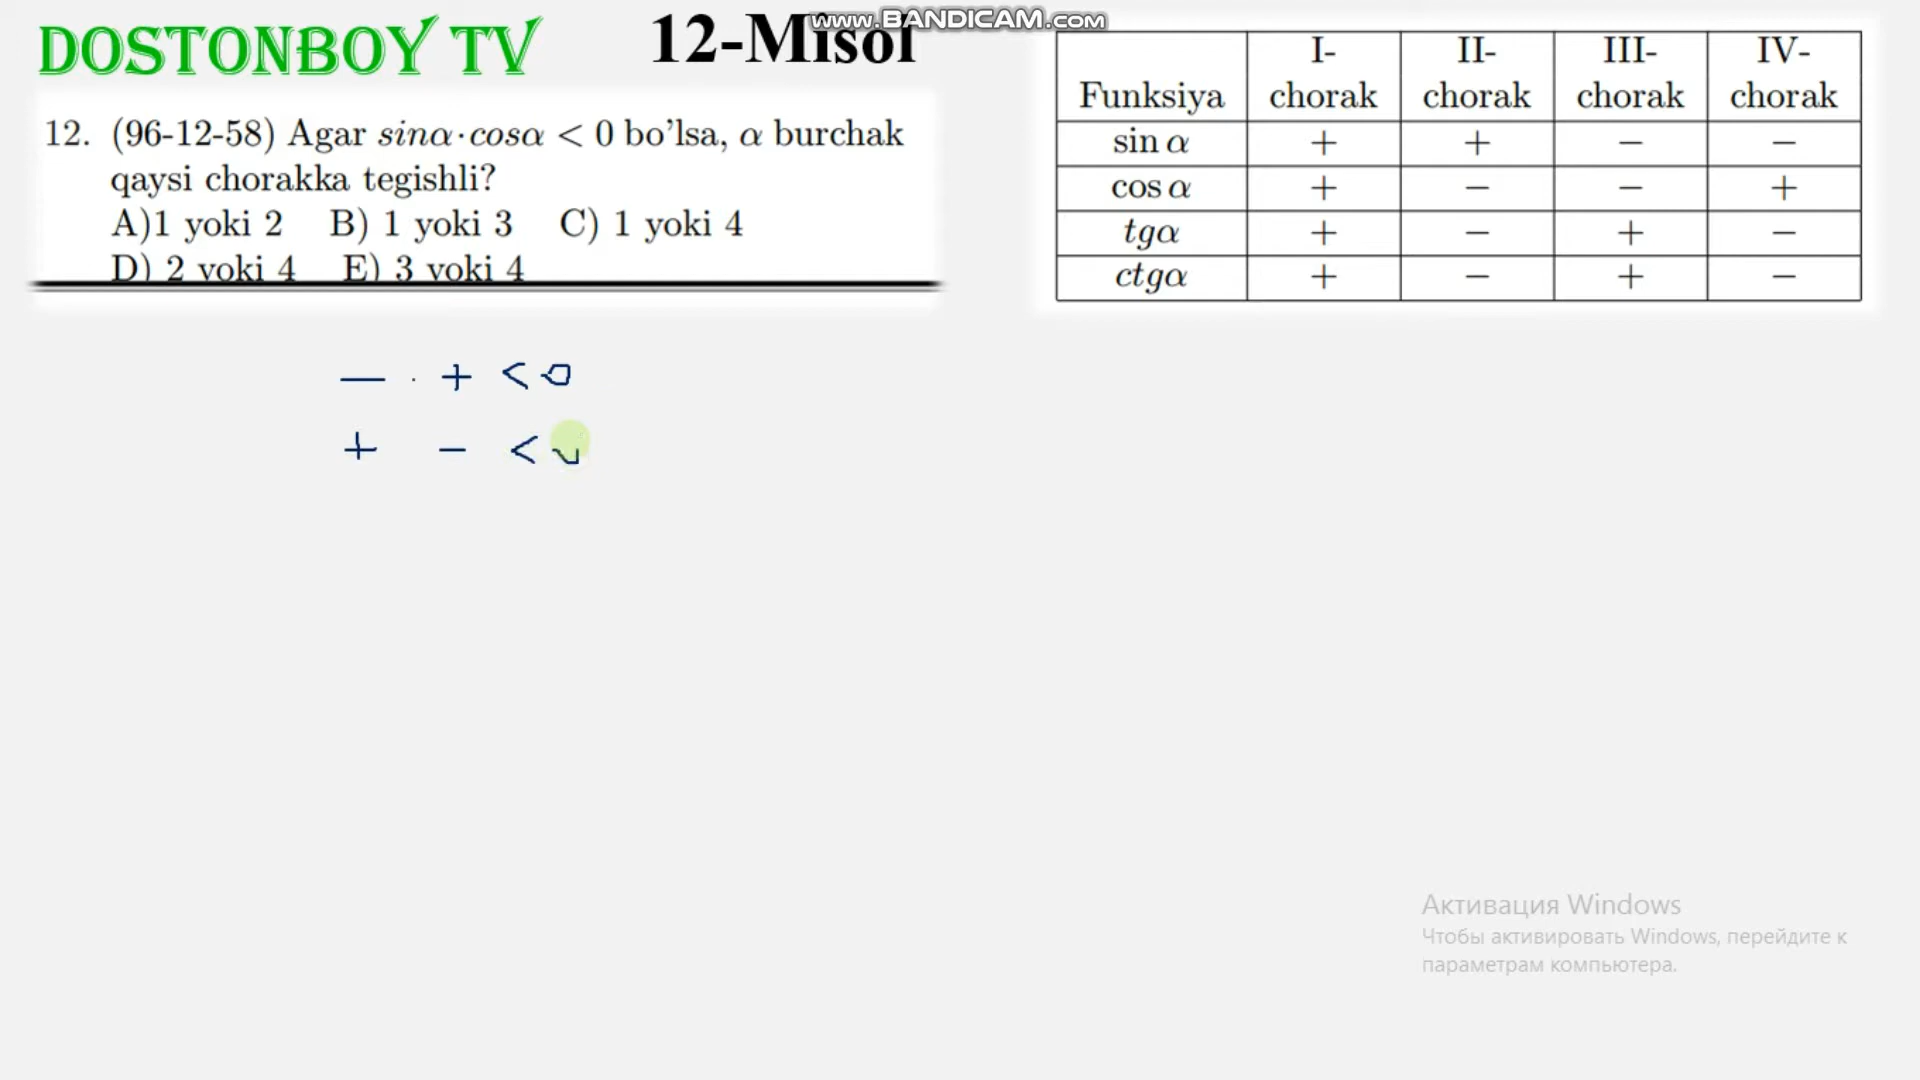 DOSTONBOY TV
12-Misol
www.BANDICAM.com
12. (96-12-58) Agar sinα·cosα < 0 bo'lsa, α burchak
qaysi chorakka tegishli?
A)1 yoki 2 B) 1 yoki 3 C) 1 yoki 4
D) 2 yoki 4 E) 3 yoki 4
Funksiya I-chorak II-chorak III-chorak IV-chorak
sin α + + − −
cos α + − − +
tgα + − + −
ctgα + − + −
— · + < 0
+ − <
Активация Windows
Чтобы активировать Windows, перейдите к
параметрам компьютера.